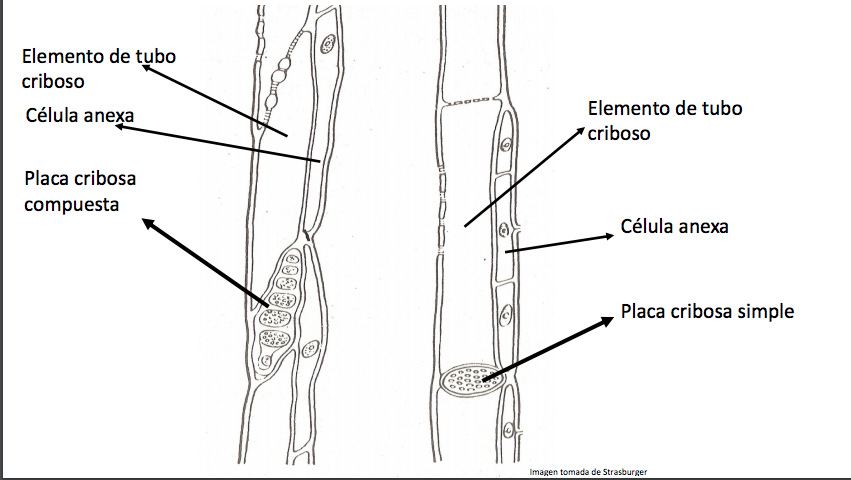 Elemento de tubo
criboso
Célula anexa
Placa cribosa
compuesta
Elemento de tubo
criboso
Célula anexa
Placa cribosa simple
Imagen tomada de Strasburger